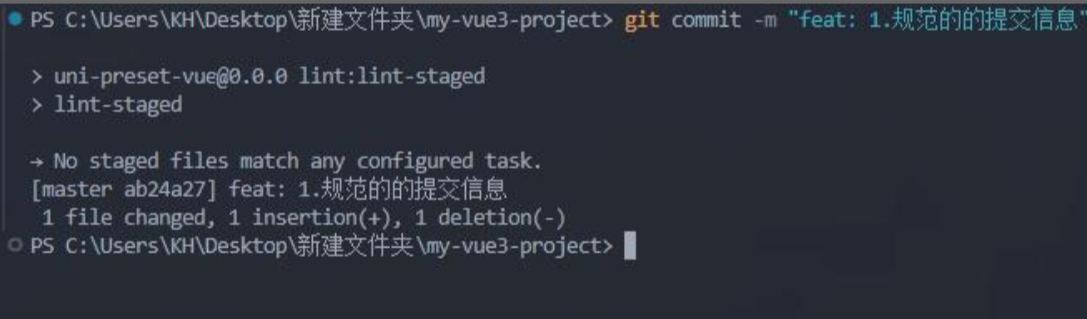 PS C:\Users\KH\Desktop\新建文件夹\my-vue3-project> git commit -m "feat: 1.规范的的提交信息"
> uni-preset-vue@0.0.0 lint:lint-staged
> lint-staged
→ No staged files match any configured task.
[master ab24a27] feat: 1.规范的的提交信息
1 file changed, 1 insertion(+), 1 deletion(-)
PS C:\Users\KH\Desktop\新建文件夹\my-vue3-project>